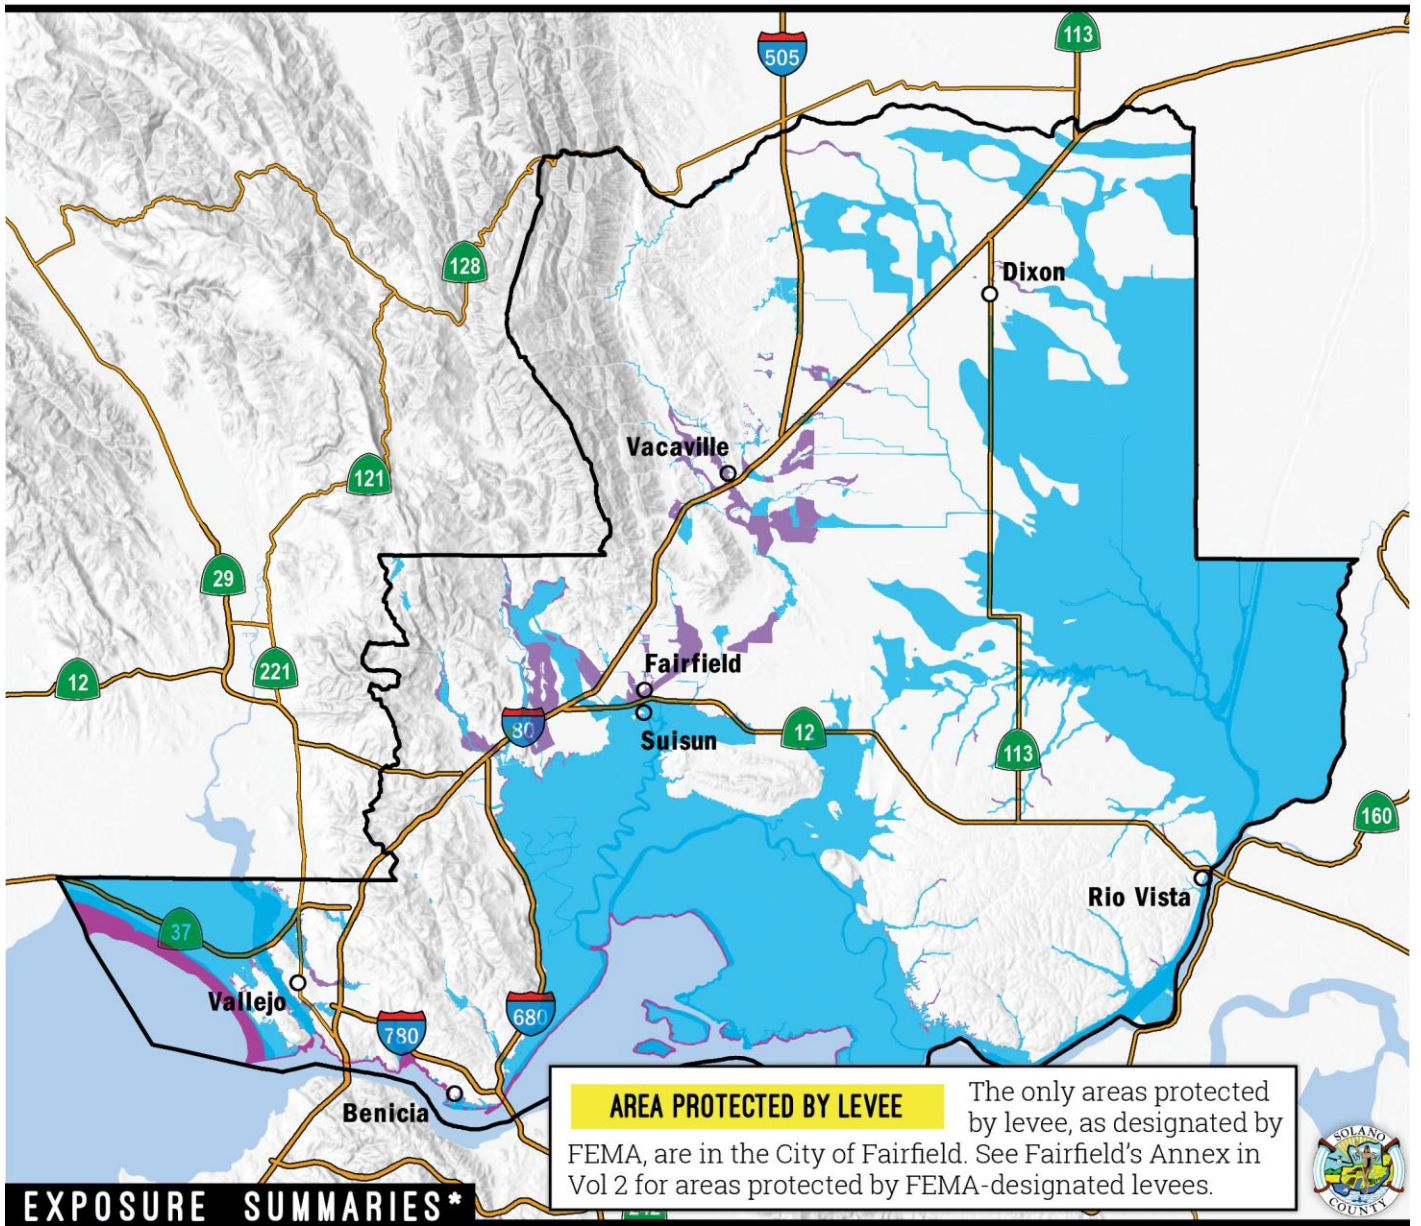 505
113
128
Dixon
Vacaville
121
29
12
221
Fairfield
80
Suisun
12
113
160
Rio Vista
37
Vallejo
680
780
Benicia
AREA PROTECTED BY LEVEE
The only areas protected
by levee, as designated by
FEMA, are in the City of Fairfield. See Fairfield's Annex in
Vol 2 for areas protected by FEMA-designated levees.
SOLANO
COUNTY
EXPOSURE SUMMARIES*